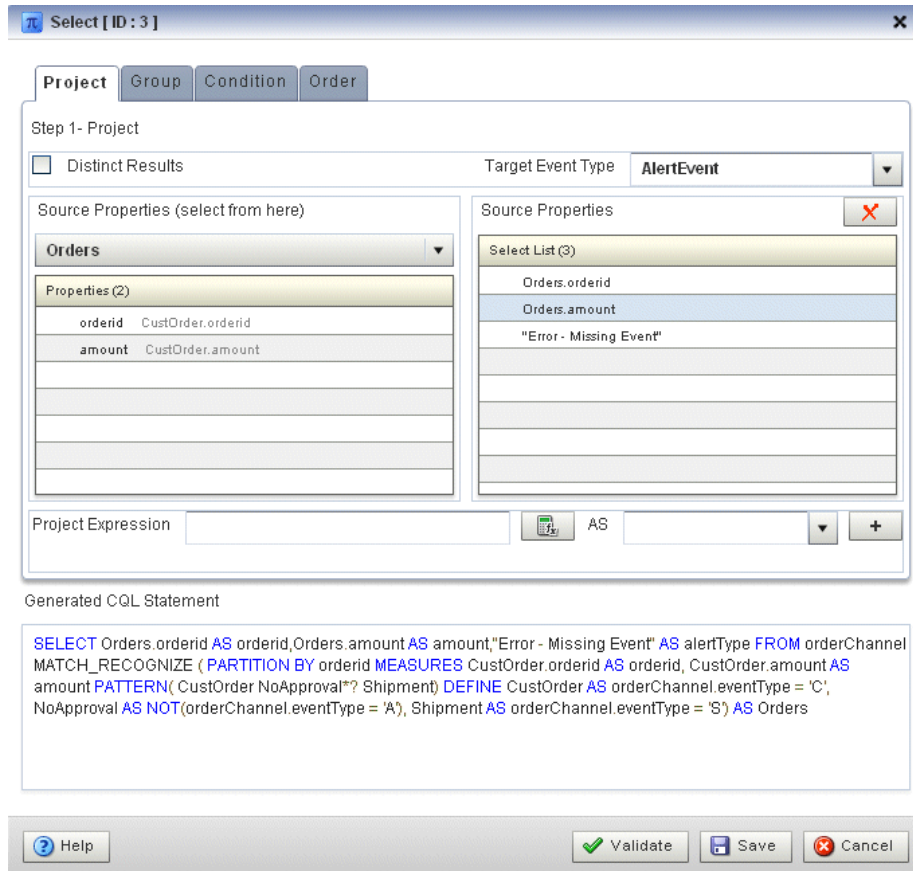 π Select [ ID : 3 ]
Project Group Condition Order
Step 1- Project
Distinct Results
Target Event Type AlertEvent
Source Properties (select from here)
Orders
Properties (2)
orderid CustOrder.orderid
amount CustOrder.amount
Source Properties
Select List (3)
Orders.orderid
Orders.amount
"Error - Missing Event"
Project Expression fx AS +
Generated CQL Statement
SELECT Orders.orderid AS orderid,Orders.amount AS amount,"Error - Missing Event" AS alertType FROM orderChannel
MATCH_RECOGNIZE ( PARTITION BY orderid MEASURES CustOrder.orderid AS orderid, CustOrder.amount AS
amount PATTERN( CustOrder NoApproval*? Shipment) DEFINE CustOrder AS orderChannel.eventType = 'C',
NoApproval AS NOT(orderChannel.eventType = 'A'), Shipment AS orderChannel.eventType = 'S') AS Orders
? Help
Validate Save Cancel